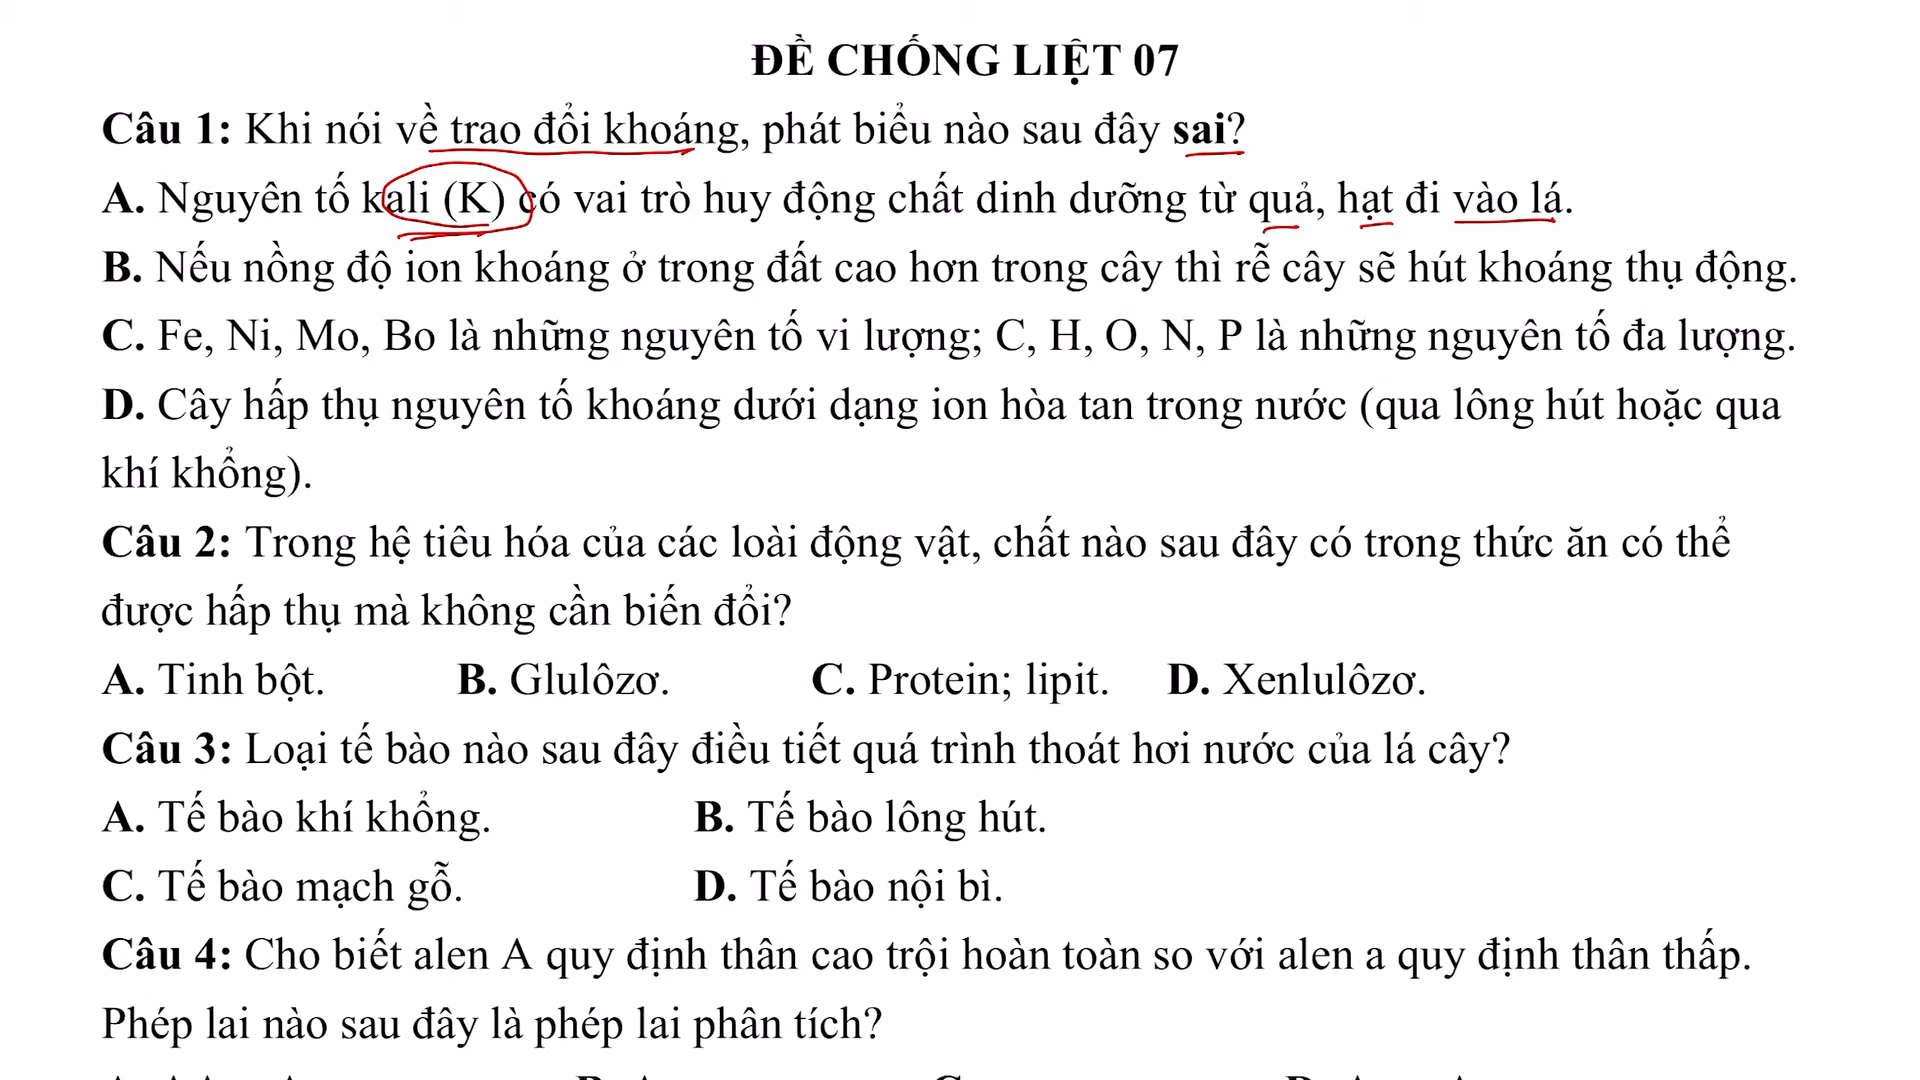 ĐỀ CHỐNG LIỆT 07
Câu 1: Khi nói về trao đổi khoáng, phát biểu nào sau đây sai?
A. Nguyên tố kali (K) có vai trò huy động chất dinh dưỡng từ quả, hạt đi vào lá.
B. Nếu nồng độ ion khoáng ở trong đất cao hơn trong cây thì rễ cây sẽ hút khoáng thụ động.
C. Fe, Ni, Mo, Bo là những nguyên tố vi lượng; C, H, O, N, P là những nguyên tố đa lượng.
D. Cây hấp thụ nguyên tố khoáng dưới dạng ion hòa tan trong nước (qua lông hút hoặc qua
khí khổng).
Câu 2: Trong hệ tiêu hóa của các loài động vật, chất nào sau đây có trong thức ăn có thể
được hấp thụ mà không cần biến đổi?
A. Tinh bột. B. Glulôzơ. C. Protein; lipit. D. Xenlulôzơ.
Câu 3: Loại tế bào nào sau đây điều tiết quá trình thoát hơi nước của lá cây?
A. Tế bào khí khổng. B. Tế bào lông hút.
C. Tế bào mạch gỗ. D. Tế bào nội bì.
Câu 4: Cho biết alen A quy định thân cao trội hoàn toàn so với alen a quy định thân thấp.
Phép lai nào sau đây là phép lai phân tích?